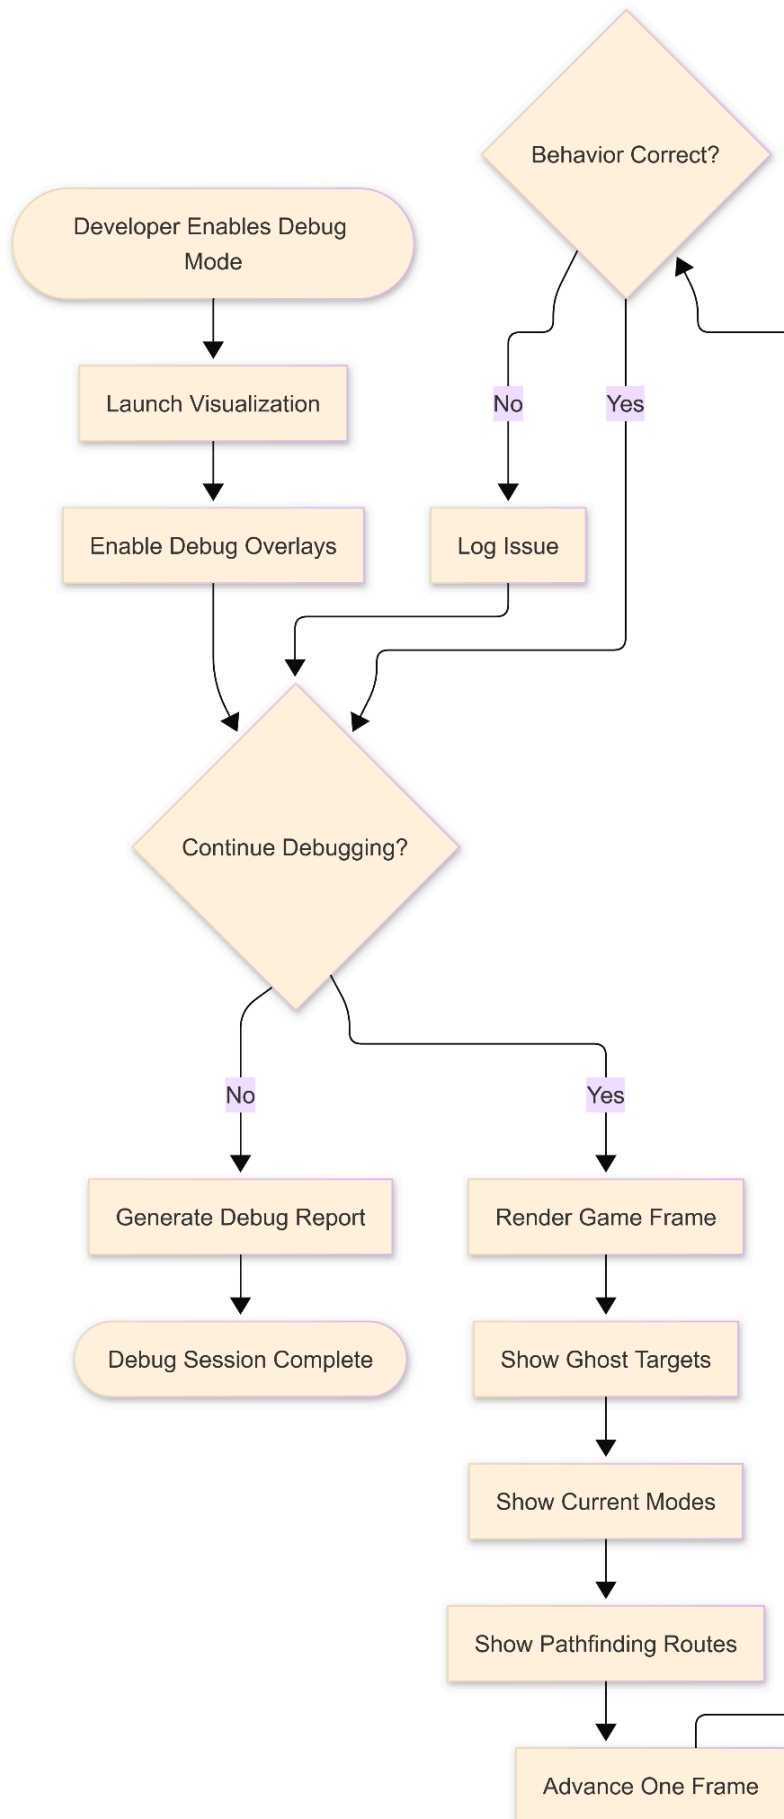 Behavior Correct?
Developer Enables Debug
Mode
Launch Visualization
No
Yes
Enable Debug Overlays
Log Issue
Continue Debugging?
No
Yes
Generate Debug Report
Render Game Frame
Debug Session Complete
Show Ghost Targets
Show Current Modes
Show Pathfinding Routes
Advance One Frame